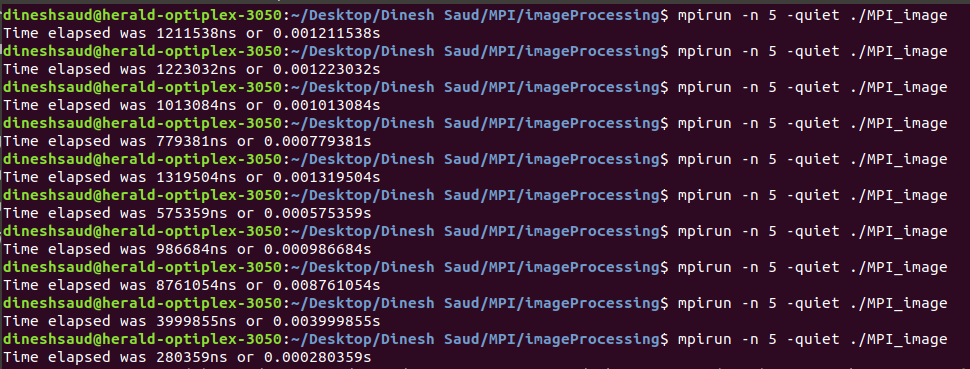 dineshsaud@herald-optiplex-3050:~/Desktop/Dinesh Saud/MPI/imageProcessing$ mpirun -n 5 -quiet ./MPI_image
Time elapsed was 1211538ns or 0.001211538s
dineshsaud@herald-optiplex-3050:~/Desktop/Dinesh Saud/MPI/imageProcessing$ mpirun -n 5 -quiet ./MPI_image
Time elapsed was 1223032ns or 0.001223032s
dineshsaud@herald-optiplex-3050:~/Desktop/Dinesh Saud/MPI/imageProcessing$ mpirun -n 5 -quiet ./MPI_image
Time elapsed was 1013084ns or 0.001013084s
dineshsaud@herald-optiplex-3050:~/Desktop/Dinesh Saud/MPI/imageProcessing$ mpirun -n 5 -quiet ./MPI_image
Time elapsed was 779381ns or 0.000779381s
dineshsaud@herald-optiplex-3050:~/Desktop/Dinesh Saud/MPI/imageProcessing$ mpirun -n 5 -quiet ./MPI_image
Time elapsed was 1319504ns or 0.001319504s
dineshsaud@herald-optiplex-3050:~/Desktop/Dinesh Saud/MPI/imageProcessing$ mpirun -n 5 -quiet ./MPI_image
Time elapsed was 575359ns or 0.000575359s
dineshsaud@herald-optiplex-3050:~/Desktop/Dinesh Saud/MPI/imageProcessing$ mpirun -n 5 -quiet ./MPI_image
Time elapsed was 986684ns or 0.000986684s
dineshsaud@herald-optiplex-3050:~/Desktop/Dinesh Saud/MPI/imageProcessing$ mpirun -n 5 -quiet ./MPI_image
Time elapsed was 8761054ns or 0.008761054s
dineshsaud@herald-optiplex-3050:~/Desktop/Dinesh Saud/MPI/imageProcessing$ mpirun -n 5 -quiet ./MPI_image
Time elapsed was 3999855ns or 0.003999855s
dineshsaud@herald-optiplex-3050:~/Desktop/Dinesh Saud/MPI/imageProcessing$ mpirun -n 5 -quiet ./MPI_image
Time elapsed was 280359ns or 0.000280359s